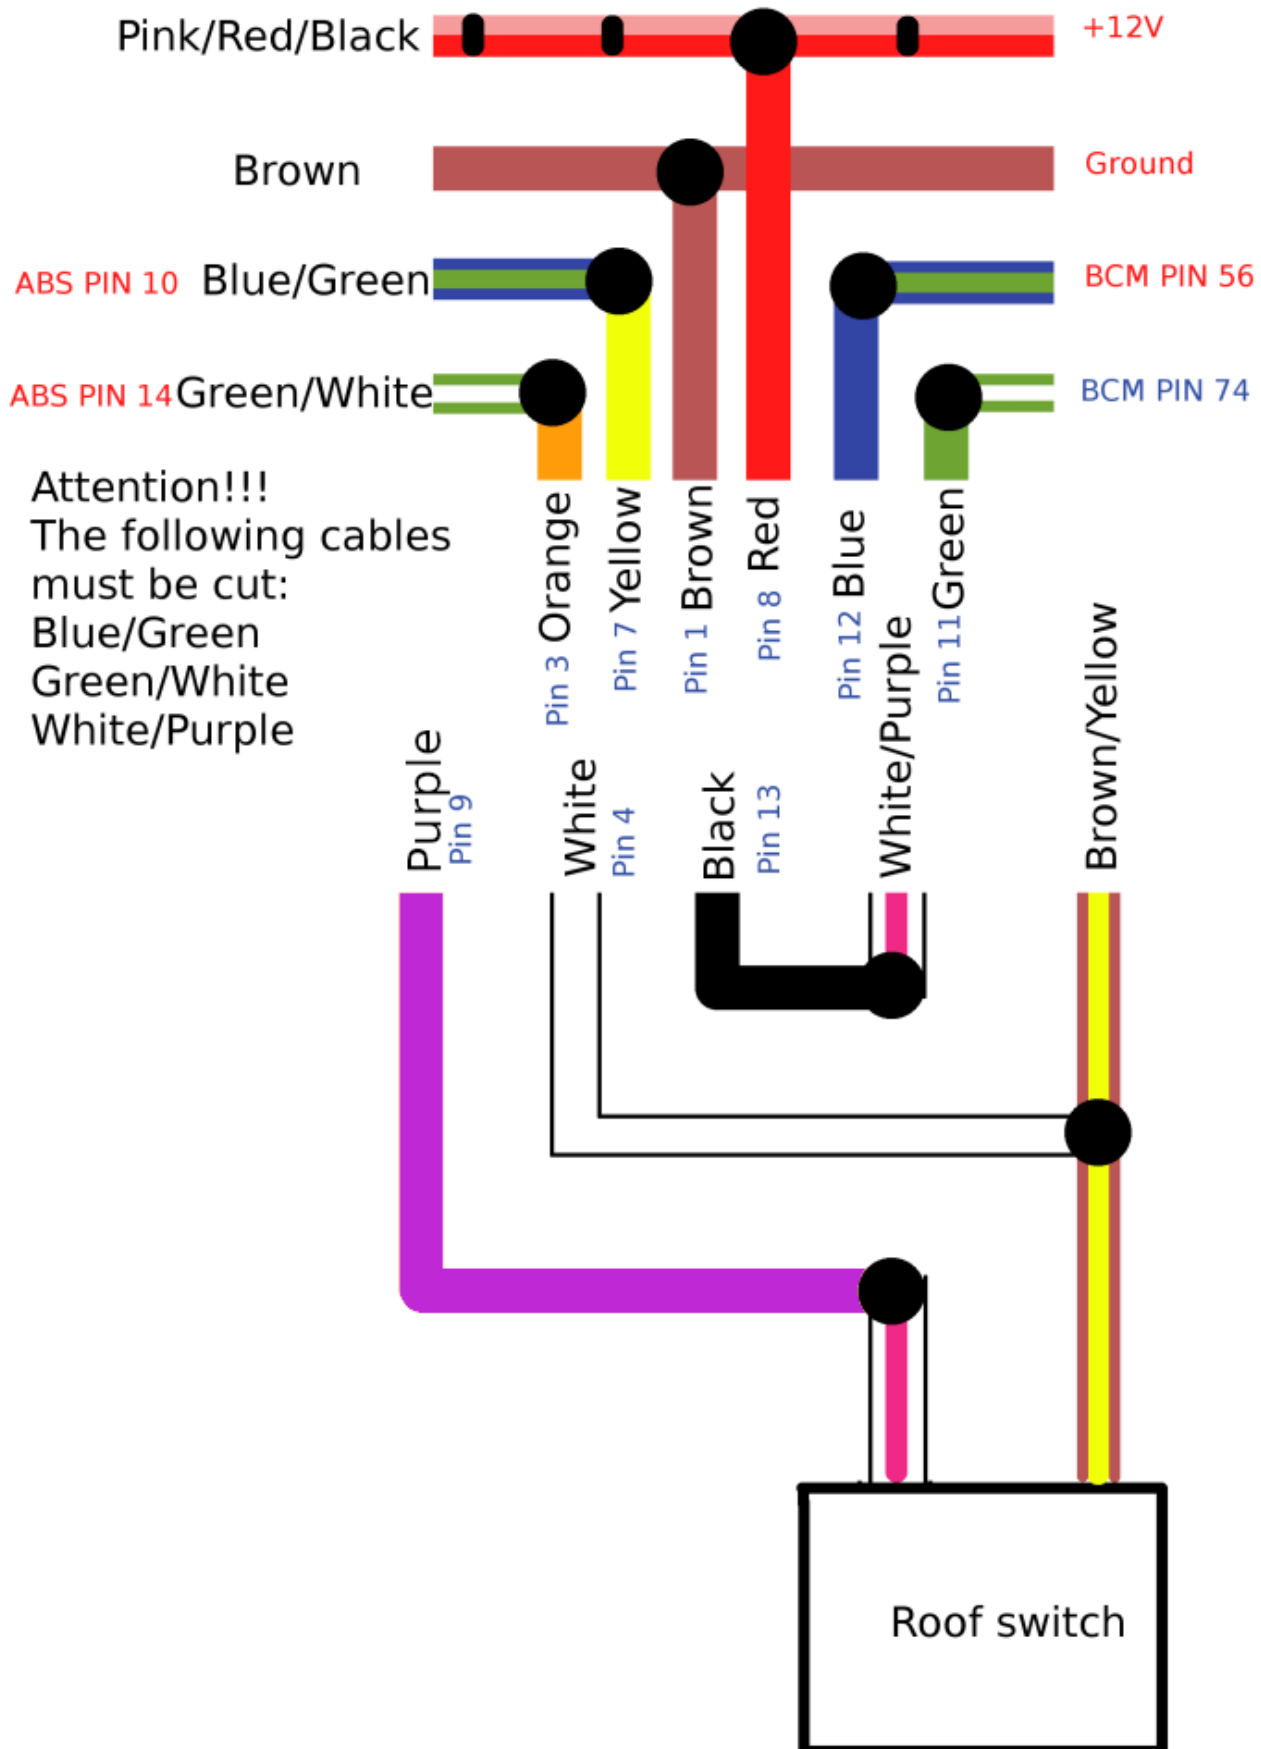 Pink/Red/Black
+12V
Brown
Ground
ABS PIN 10
Blue/Green
BCM PIN 56
ABS PIN 14
Green/White
BCM PIN 74
Attention!!!
The following cables
must be cut:
Blue/Green
Green/White
White/Purple
Pin 3 Orange
Pin 7 Yellow
Pin 1 Brown
Pin 8 Red
Pin 12 Blue
Pin 11 Green
Purple
Pin 9
White
Pin 4
Black
Pin 13
White/Purple
Brown/Yellow
Roof switch